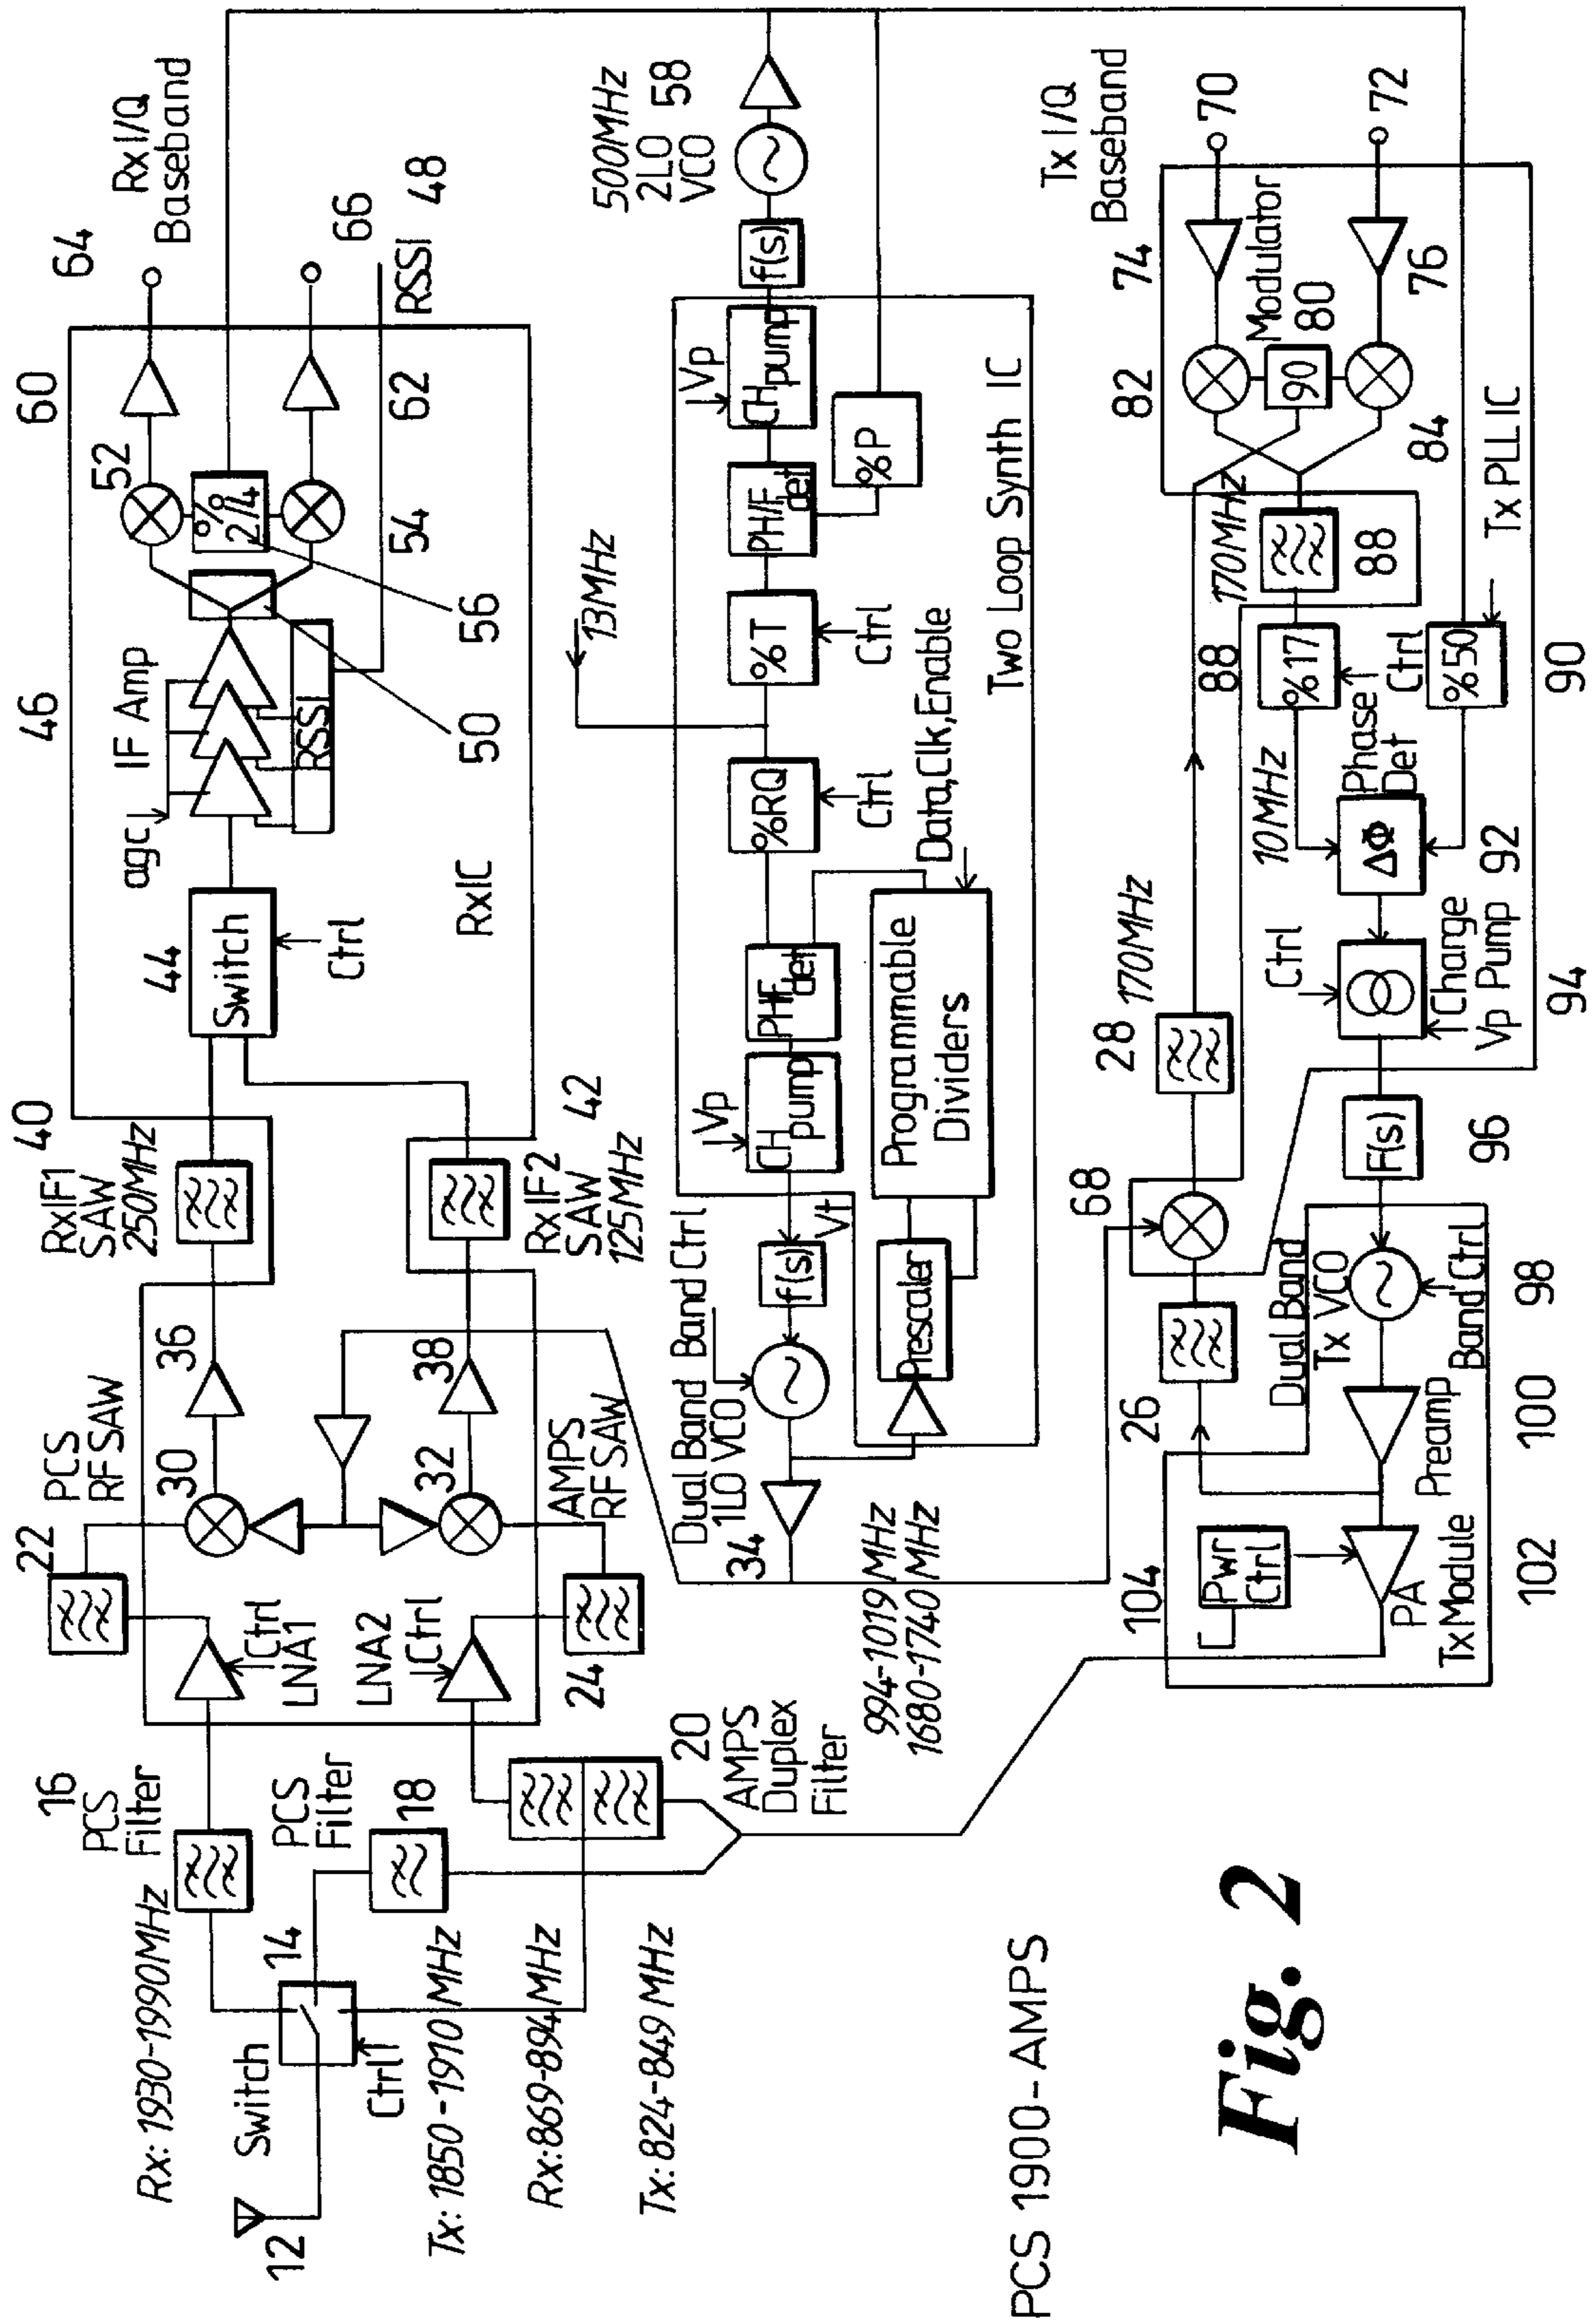 Rx I/Q
Baseband
64
66
48
RSSI
60
62
52
54
%
2/4
46
IF Amp
agc
RSSI
56
50
44
Switch
Ctrl
RxIC
40
RxIF1
SAW
250MHz
42
RxIF2
SAW
125MHz
36
38
PCS
RF SAW
30
32
AMPS
RF SAW
22
24
Ctrl
LNA1
LNA2
Ctrl
16
PCS
Filter
PCS
Filter
18
20
AMPS
Duplex
Filter
14
Switch
Ctrl
12
Rx: 1930-1990MHz
Tx: 1850-1910 MHz
Rx:869-894 MHz
Tx: 824-849 MHz
500MHz
2LO
VCO
58
f(s)
Vp
CH
pump
PH/F
det
%P
13MHz
%T
Ctrl
%RQ
Ctrl
Two Loop Synth IC
Data,Clk,Enable
PH/F
det
Vp
CH
pump
Programmable
Dividers
Vt
f(s)
Prescaler
Dual Band Band Ctrl
1LO VCO
34
994-1019 MHz
1680-1740 MHz
Tx I/Q
Baseband
70
72
74
76
Modulator
80
90
82
84
170MHz
88
Tx PLL IC
88
%17
Ctrl
%50
90
10MHz
Phase
Det
ΔΦ
92
Ctrl
Charge
Vp Pump
94
28
170MHz
68
F(s)
96
26
Dual Band
Tx VCO
Band Ctrl
98
Preamp
100
104
Pwr
Ctrl
PA
Tx Module
102
PCS 1900-AMPS
Fig. 2